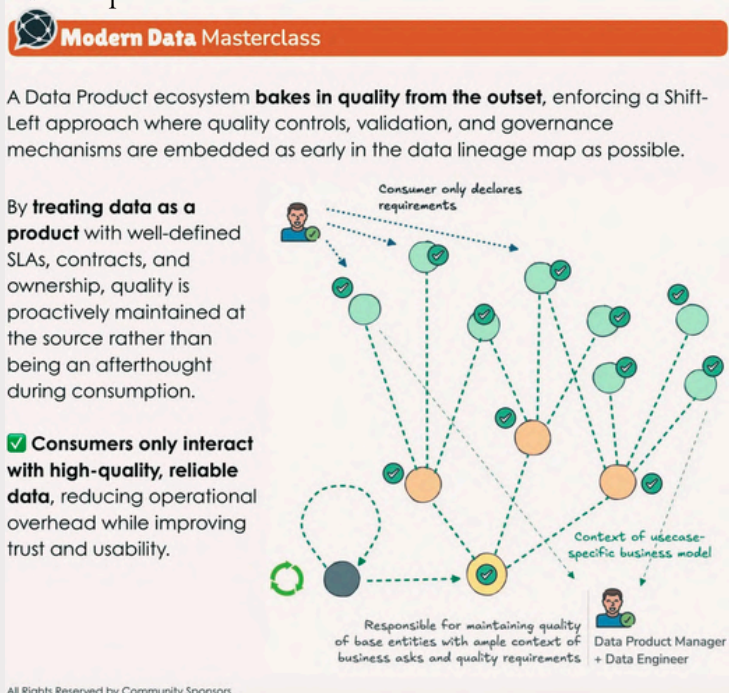 Modern Data Masterclass
A Data Product ecosystem bakes in quality from the outset, enforcing a Shift-
Left approach where quality controls, validation, and governance
mechanisms are embedded as early in the data lineage map as possible.
By treating data as a
product with well-defined
SLAs, contracts, and
ownership, quality is
proactively maintained at
the source rather than
being an afterthought
during consumption.
✅ Consumers only interact
with high-quality, reliable
data, reducing operational
overhead while improving
trust and usability.
Consumer only declares
requirements
Context of usecase-
specific business model
Responsible for maintaining quality
of base entities with ample context of
business asks and quality requirements
Data Product Manager
+ Data Engineer
All Rights Reserved by Community Sponsors